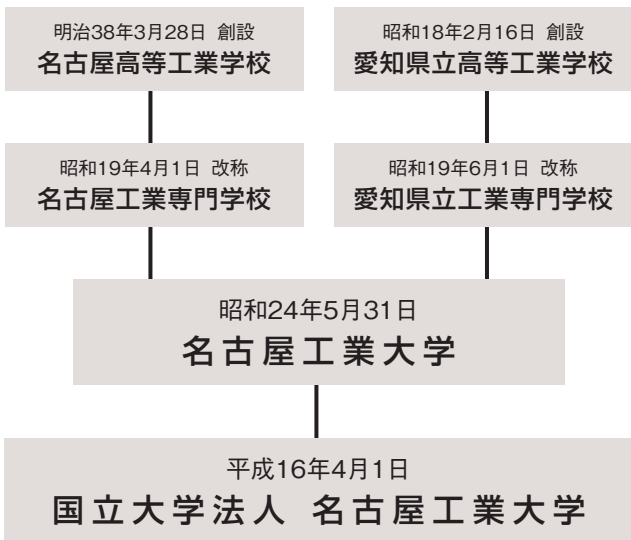 明治38年3月28日 創設
名古屋高等工業学校
昭和18年2月16日 創設
愛知県立高等工業学校
昭和19年4月1日 改称
名古屋工業専門学校
昭和19年6月1日 改称
愛知県立工業専門学校
昭和24年5月31日
名古屋工業大学
平成16年4月1日
国立大学法人 名古屋工業大学